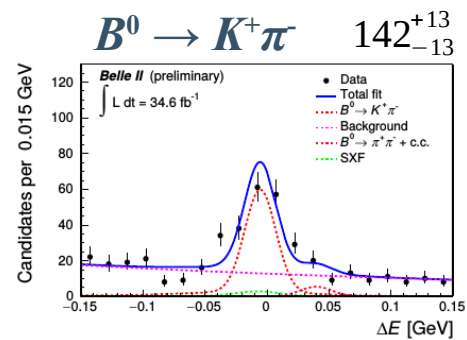 B⁰ → K⁺π⁻ 142⁺¹³₋₁₃
Belle II (preliminary)
∫ L dt = 34.6 fb⁻¹
Data
Total fit
B⁰ → K⁺π⁻
Background
B⁰ → π⁺π⁻ + c.c.
SXF
Candidates per 0.015 GeV
120
100
80
60
40
20
0
−0.15 −0.1 −0.05 0 0.05 0.1 0.15
ΔE [GeV]